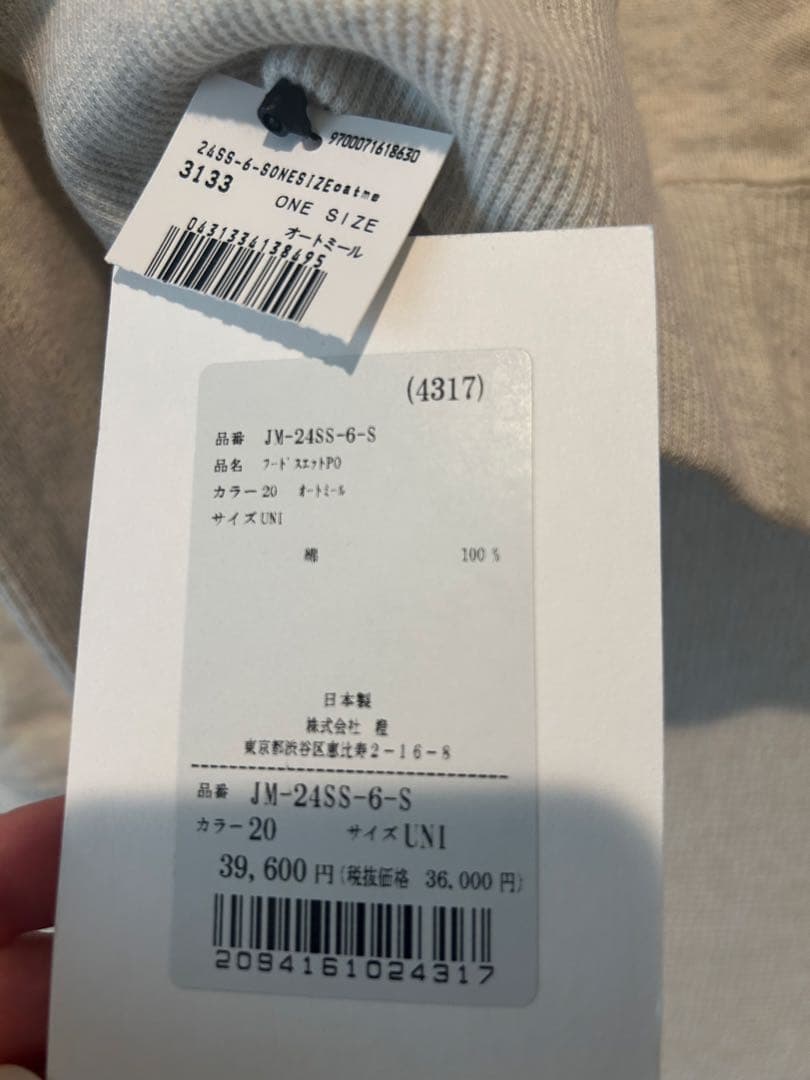 9700071618630
24SS-6-SONESIZEoatme
3133
ONE SIZE
オートミール
0431334138495
(4317)
品番 JM-24SS-6-S
品名 フードスエットPO
カラー20 オートミール
サイズUNI
綿 100 %
日本製
株式会社 橙
東京都渋谷区恵比寿2-16-8
品番 JM-24SS-6-S
カラー20 サイズUNI
39,600円(税抜価格 36,000円)
2094161024317